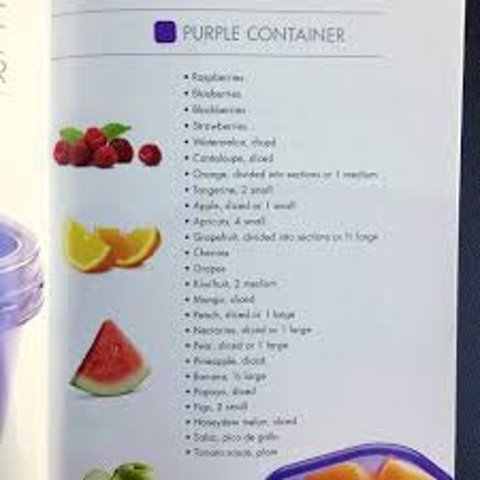 PURPLE CONTAINER
• Raspberries
• Blueberries
• Blackberries
• Strawberries
• Watermelon, diced
• Cantaloupe, diced
• Orange, divided into sections or 1 medium
• Tangerine, 2 small
• Apple, sliced or 1 small
• Apricots, 4 small
• Grapefruit, divided into sections or ½ large
• Cherries
• Grapes
• Kiwifruit, 2 medium
• Mango, sliced
• Peach, sliced or 1 large
• Nectarine, sliced or 1 large
• Pear, sliced or 1 large
• Pineapple, diced
• Banana, ½ large
• Papaya, diced
• Figs, 2 small
• Honeydew melon, diced
• Salsa, pico de gallo
• Tomato sauce, plain
R